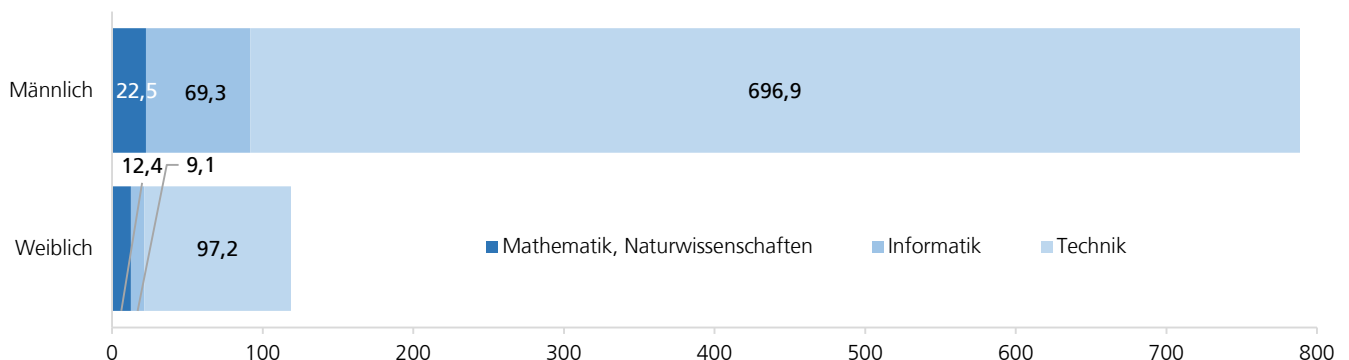 Männlich
22,5
69,3
696,9
12,4
9,1
Weiblich
97,2
Mathematik, Naturwissenschaften
Informatik
Technik
0 100 200 300 400 500 600 700 800